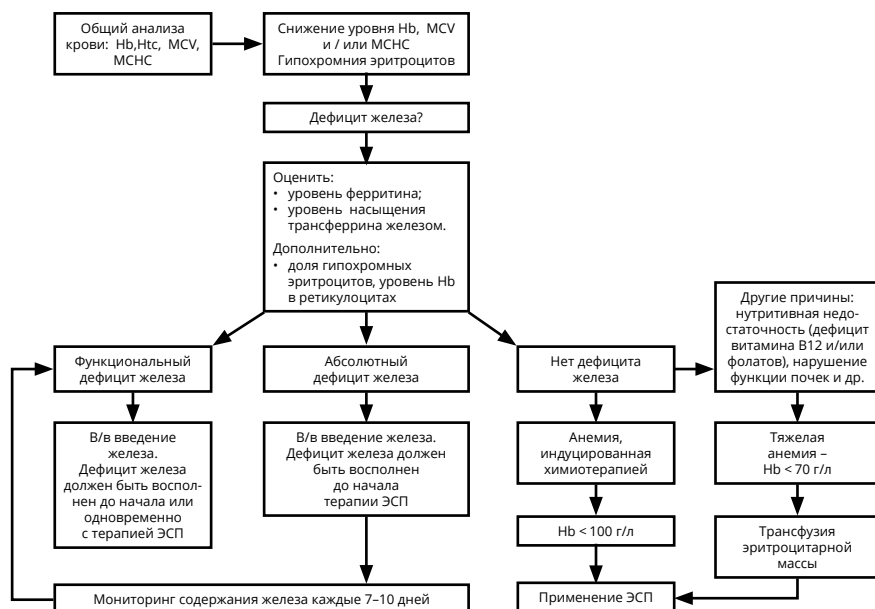 Общий анализа
крови: Hb,Htc, MCV,
MCHC
Снижение уровня Hb, MCV
и / или MCHC
Гипохромния эритроцитов
Дефицит железа?
Оценить:
• уровень ферритина;
• уровень насыщения
трансферрина железом.
Дополнительно:
• доля гипохромных
эритроцитов, уровень Hb
в ретикулоцитах
Другие причины:
нутритивная недо-
статочность (дефицит
витамина В12 и/или
фолатов), нарушение
функции почек и др.
Функциональный
дефицит железа
Абсолютный
дефицит железа
Нет дефицита
железа
В/в введение
железа.
Дефицит железа
должен быть воспол-
нен до начала или
одновременно
с терапией ЭСП
В/в введение железа.
Дефицит железа должен
быть восполнен
до начала
терапии ЭСП
Анемия,
индуцированная
химиотерапией
Тяжелая
анемия –
Hb < 70 г/л
Hb < 100 г/л
Трансфузия
эритроцитарной
массы
Мониторинг содержания железа каждые 7–10 дней
Применение ЭСП